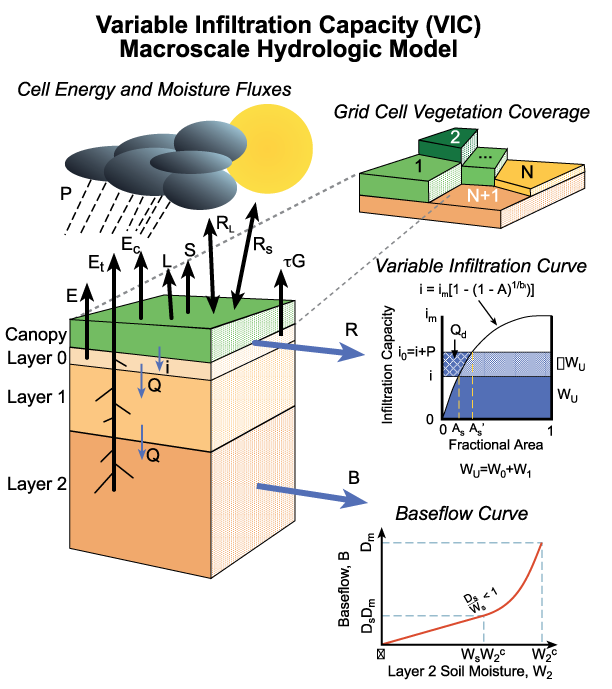 Variable Infiltration Capacity (VIC)
Macroscale Hydrologic Model
Cell Energy and Moisture Fluxes
Grid Cell Vegetation Coverage
P
1
2
...
N
N+1
E
Et
Ec
L
S
RL
Rs
τG
Canopy
Layer 0
Layer 1
Layer 2
i
Q
Q
R
B
Variable Infiltration Curve
i = im[1 - (1 - A)1/bi)]
Infiltration Capacity
im
i0=i+P
i
0
Qd
▯WU
WU
0 As As' 1
Fractional Area
WU=W0+W1
Baseflow Curve
Baseflow, B
Dm
DsDm
Ds/Ws < 1
WsW2c W2c
Layer 2 Soil Moisture, W2